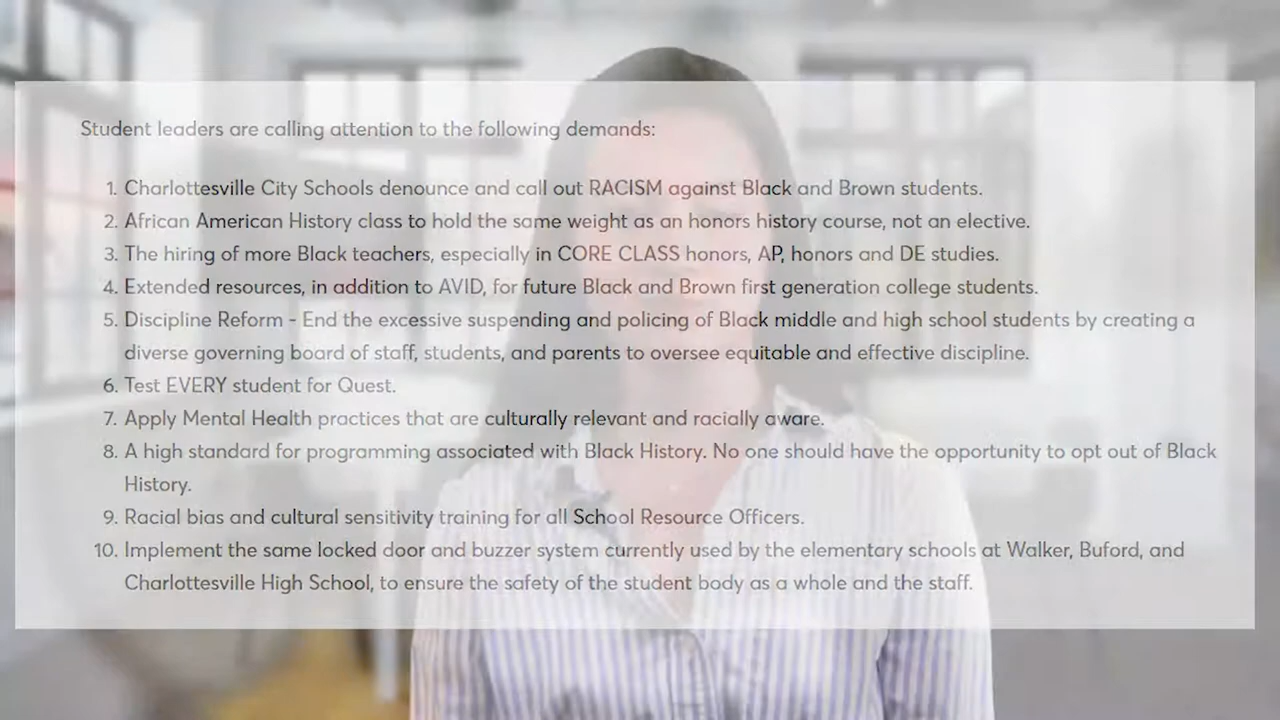 Student leaders are calling attention to the following demands:
1. Charlottesville City Schools denounce and call out RACISM against Black and Brown students.
2. African American History class to hold the same weight as an honors history course, not an elective.
3. The hiring of more Black teachers, especially in CORE CLASS honors, AP, honors and DE studies.
4. Extended resources, in addition to AVID, for future Black and Brown first generation college students.
5. Discipline Reform - End the excessive suspending and policing of Black middle and high school students by creating a
diverse governing board of staff, students, and parents to oversee equitable and effective discipline.
6. Test EVERY student for Quest.
7. Apply Mental Health practices that are culturally relevant and racially aware.
8. A high standard for programming associated with Black History. No one should have the opportunity to opt out of Black
History.
9. Racial bias and cultural sensitivity training for all School Resource Officers.
10. Implement the same locked door and buzzer system currently used by the elementary schools at Walker, Buford, and
Charlottesville High School, to ensure the safety of the student body as a whole and the staff.